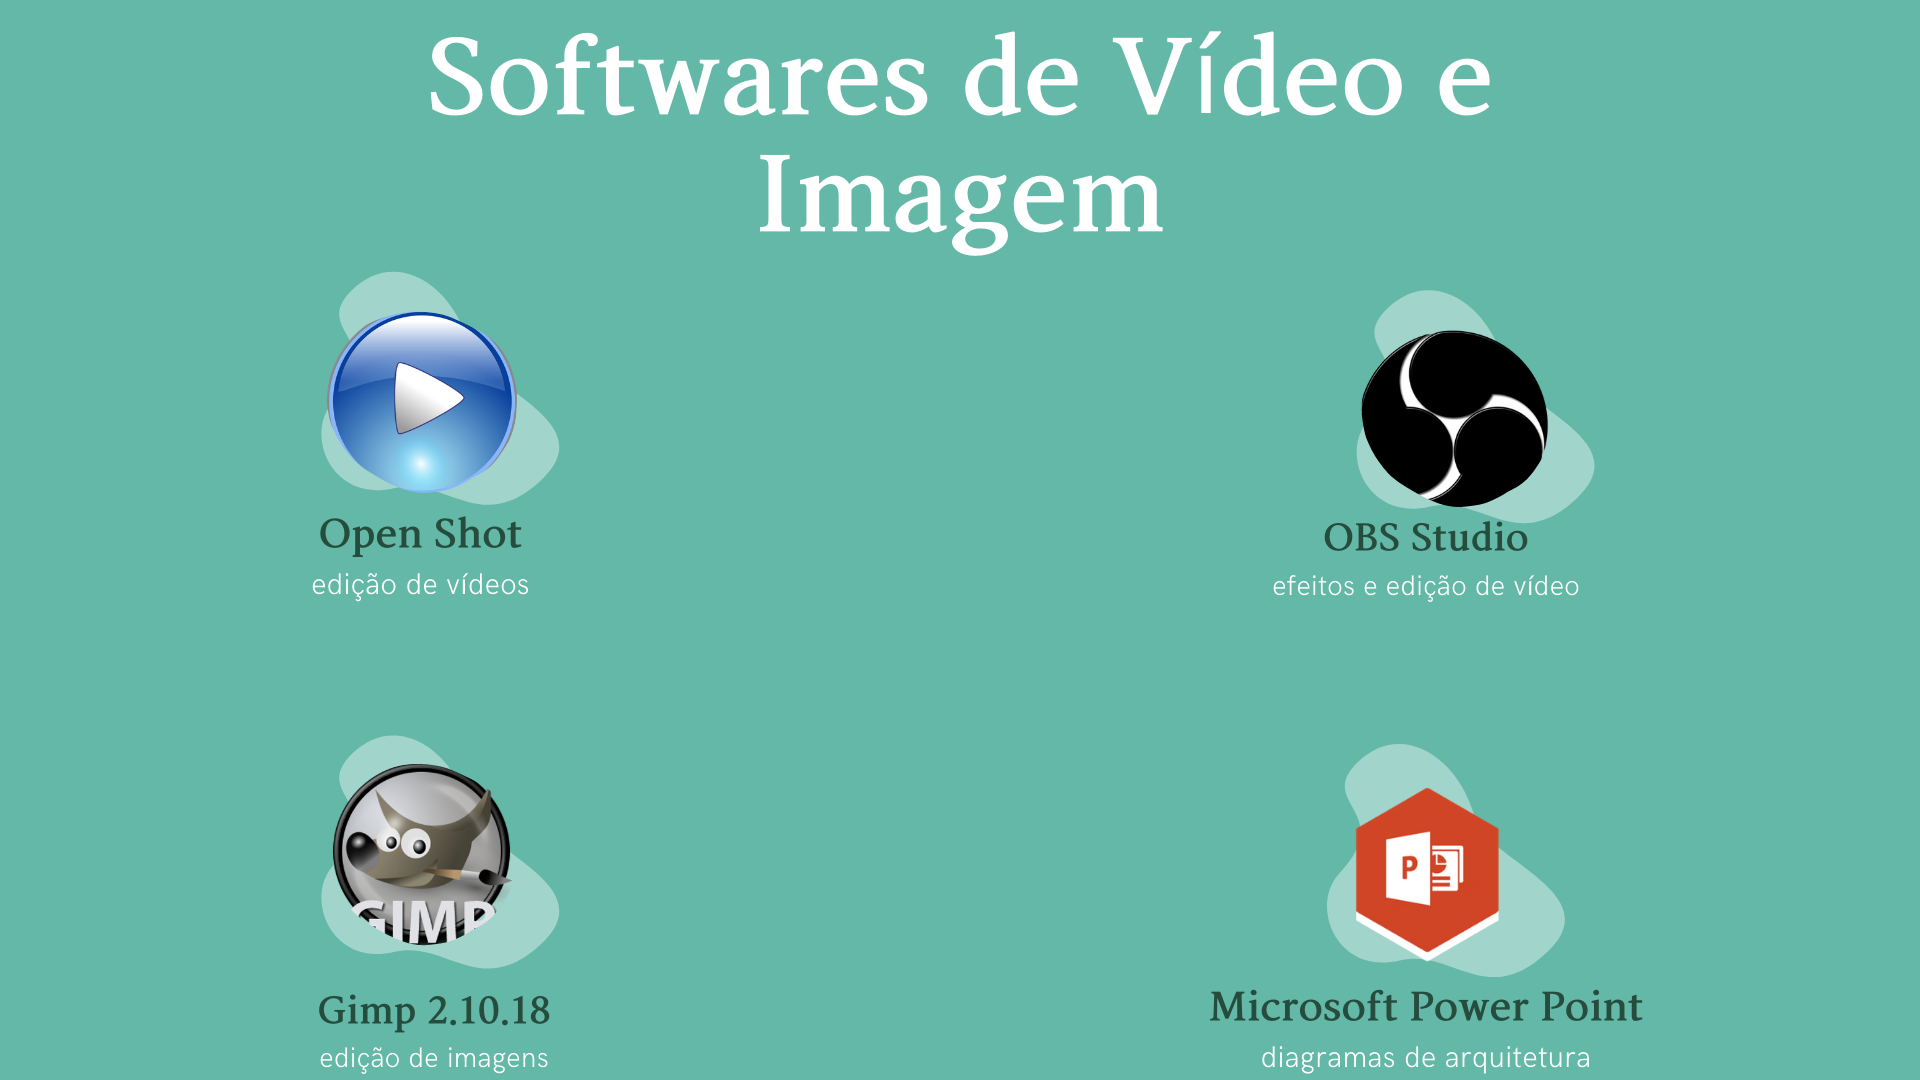 Softwares de Vídeo e
Imagem
Open Shot
edição de vídeos
OBS Studio
efeitos e edição de vídeo
GIMP
Gimp 2.10.18
edição de imagens
P
Microsoft Power Point
diagramas de arquitetura